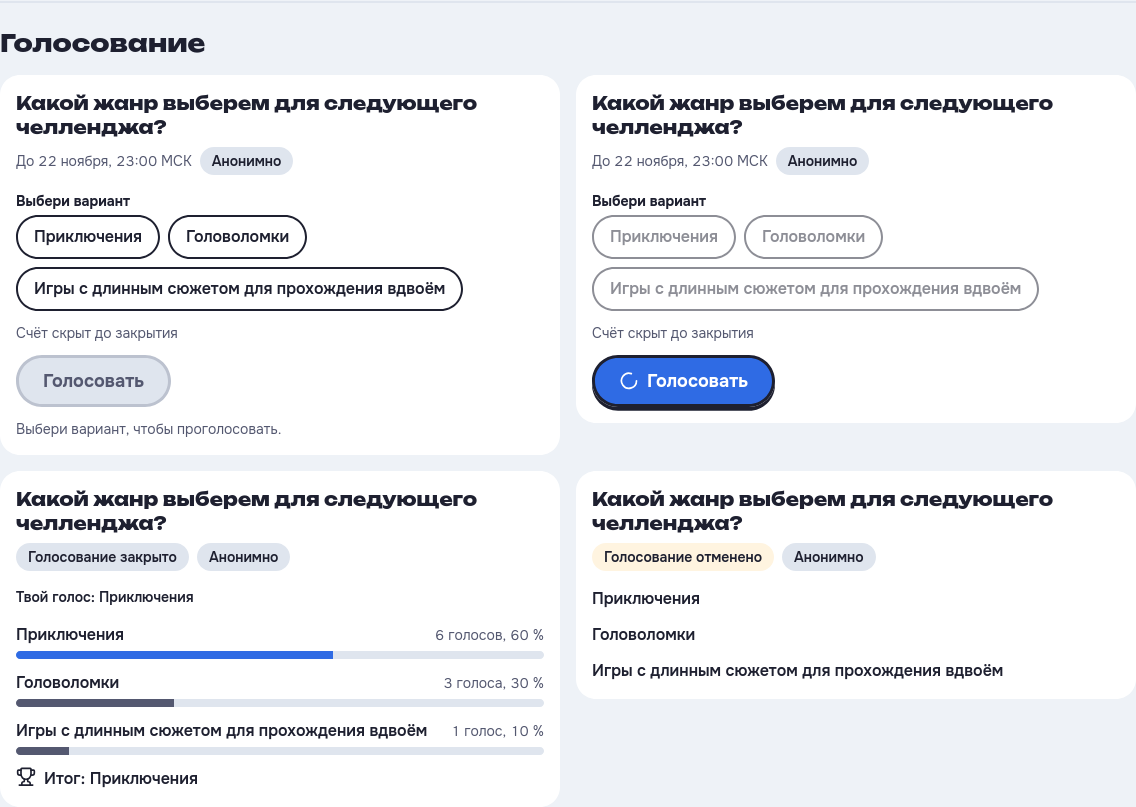 Голосование
Какой жанр выберем для следующего
челленджа?
До 22 ноября, 23:00 МСК Анонимно
Выбери вариант
Приключения Головоломки
Игры с длинным сюжетом для прохождения вдвоём
Счёт скрыт до закрытия
Голосовать
Выбери вариант, чтобы проголосовать.
Какой жанр выберем для следующего
челленджа?
До 22 ноября, 23:00 МСК Анонимно
Выбери вариант
Приключения Головоломки
Игры с длинным сюжетом для прохождения вдвоём
Счёт скрыт до закрытия
Голосовать
Какой жанр выберем для следующего
челленджа?
Голосование закрыто Анонимно
Твой голос: Приключения
Приключения 6 голосов, 60 %
Головоломки 3 голоса, 30 %
Игры с длинным сюжетом для прохождения вдвоём 1 голос, 10 %
Итог: Приключения
Какой жанр выберем для следующего
челленджа?
Голосование отменено Анонимно
Приключения
Головоломки
Игры с длинным сюжетом для прохождения вдвоём